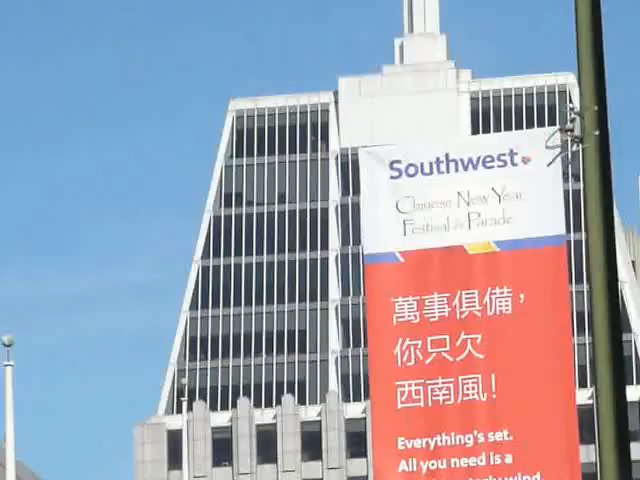 Southwest
Chinese New Year
Festival & Parade
萬事俱備，
你只欠
西南風！
Everything's set.
All you need is a
wind.